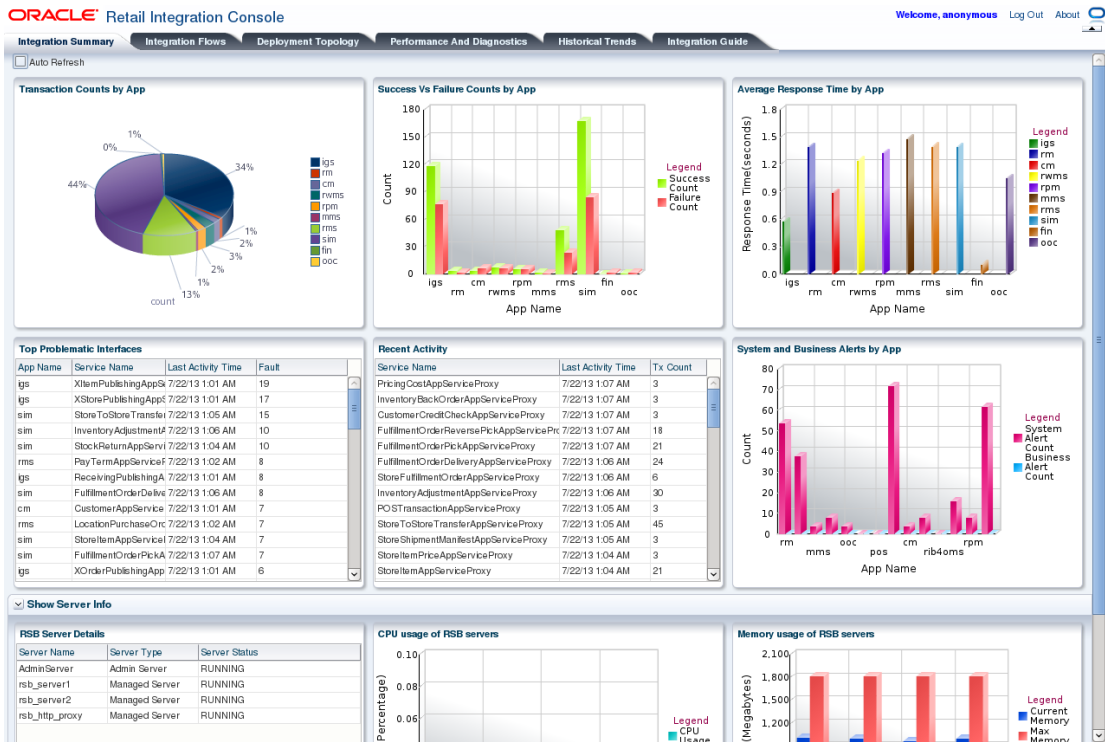 ORACLE Retail Integration Console
Welcome, anonymous Log Out About
Integration Summary Integration Flows Deployment Topology Performance And Diagnostics Historical Trends Integration Guide
Auto Refresh
Transaction Counts by App
1%
0%
34%
44%
1%
2%
3%
2%
1%
13%
count
igs
rm
cm
rwms
rpm
mms
rms
sim
fin
ooc
Success Vs Failure Counts by App
180
150
120
90
60
30
0
Count
igs cm rpm rms fin
rm rwms mms sim ooc
App Name
Legend
Success
Count
Failure
Count
Average Response Time by App
1.8
1.5
1.2
0.9
0.6
0.3
0.0
Response Time(seconds)
igs cm rpm rms fin
rm rwms mms sim ooc
App Name
Legend
igs
rm
cm
rwms
rpm
mms
rms
sim
fin
ooc
Top Problematic Interfaces
App Name Service Name Last Activity Time Fault
igs XItemPublishingAppS 7/22/13 1:01 AM 19
igs XStorePublishingApp 7/22/13 1:01 AM 17
sim StoreToStoreTransfe 7/22/13 1:05 AM 15
sim InventoryAdjustment 7/22/13 1:06 AM 10
sim StockReturnAppServi 7/22/13 1:04 AM 10
rms PayTermAppService 7/22/13 1:02 AM 8
igs ReceivingPublishing 7/22/13 1:01 AM 8
sim FulfillmentOrderDelive 7/22/13 1:06 AM 8
cm CustomerAppService 7/22/13 1:01 AM 7
rms LocationPurchaseOr 7/22/13 1:02 AM 7
sim StoreItemAppService 7/22/13 1:04 AM 7
sim FulfillmentOrderPick 7/22/13 1:07 AM 7
igs XOrderPublishingApp 7/22/13 1:01 AM 6
Recent Activity
Service Name Last Activity Time Tx Count
PricingCostAppServiceProxy 7/22/13 1:07 AM 3
InventoryBackOrderAppServiceProxy 7/22/13 1:07 AM 3
CustomerCreditCheckAppServiceProxy 7/22/13 1:07 AM 3
FulfillmentOrderReversePickAppServicePr 7/22/13 1:07 AM 18
FulfillmentOrderPickAppServiceProxy 7/22/13 1:07 AM 21
FulfillmentOrderDeliveryAppServiceProxy 7/22/13 1:06 AM 24
StoreFulfillmentOrderAppServiceProxy 7/22/13 1:06 AM 6
InventoryAdjustmentAppServiceProxy 7/22/13 1:06 AM 30
POSTransactionAppServiceProxy 7/22/13 1:05 AM 3
StoreToStoreTransferAppServiceProxy 7/22/13 1:05 AM 45
StoreShipmentManifestAppServiceProxy 7/22/13 1:05 AM 3
StoreItemPriceAppServiceProxy 7/22/13 1:04 AM 3
StoreItemAppServiceProxy 7/22/13 1:04 AM 21
System and Business Alerts by App
80
70
60
50
40
30
20
10
0
Count
rm ooc cm rpm
mms pos rib4oms
App Name
Legend
System
Alert
Count
Business
Alert
Count
Show Server Info
RSB Server Details
Server Name Server Type Server Status
AdminServer Admin Server RUNNING
rsb_server1 Managed Server RUNNING
rsb_server2 Managed Server RUNNING
rsb_http_proxy Managed Server RUNNING
CPU usage of RSB servers
0.10
0.08
0.06
Percentage)
Legend
CPU
Usage
Memory usage of RSB servers
2,100
1,800
1,500
1,200
(Megabytes)
Legend
Current
Memory
Max
Memory